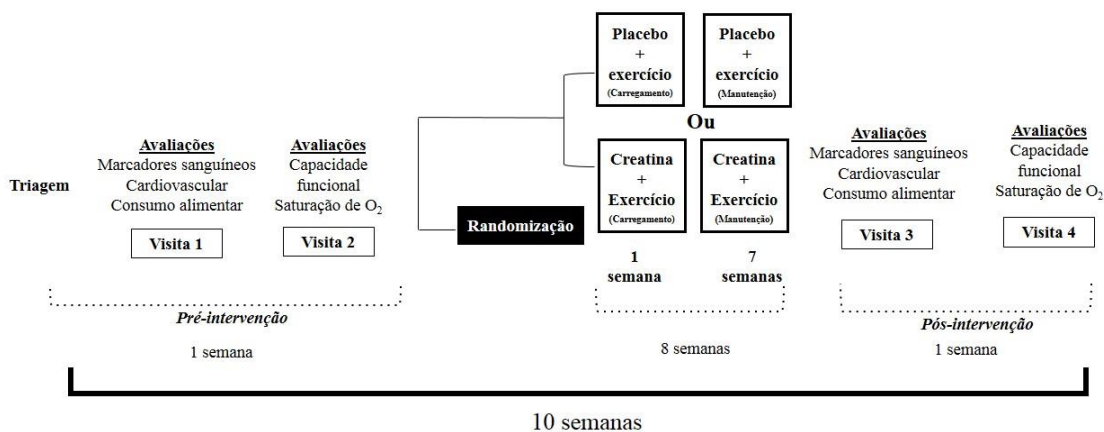 Triagem
Avaliações
Marcadores sanguíneos
Cardiovascular
Consumo alimentar
Visita 1
Avaliações
Capacidade
funcional
Saturação de O₂
Visita 2
Pré-intervenção
1 semana
Randomização
Placebo
+
exercício
(Carregamento)
Placebo
+
exercício
(Manutenção)
Ou
Creatina
+
Exercício
(Carregamento)
Creatina
+
Exercício
(Manutenção)
1
semana
7
semanas
8 semanas
Avaliações
Marcadores sanguíneos
Cardiovascular
Consumo alimentar
Visita 3
Avaliações
Capacidade
funcional
Saturação de O₂
Visita 4
Pós-intervenção
1 semana
10 semanas